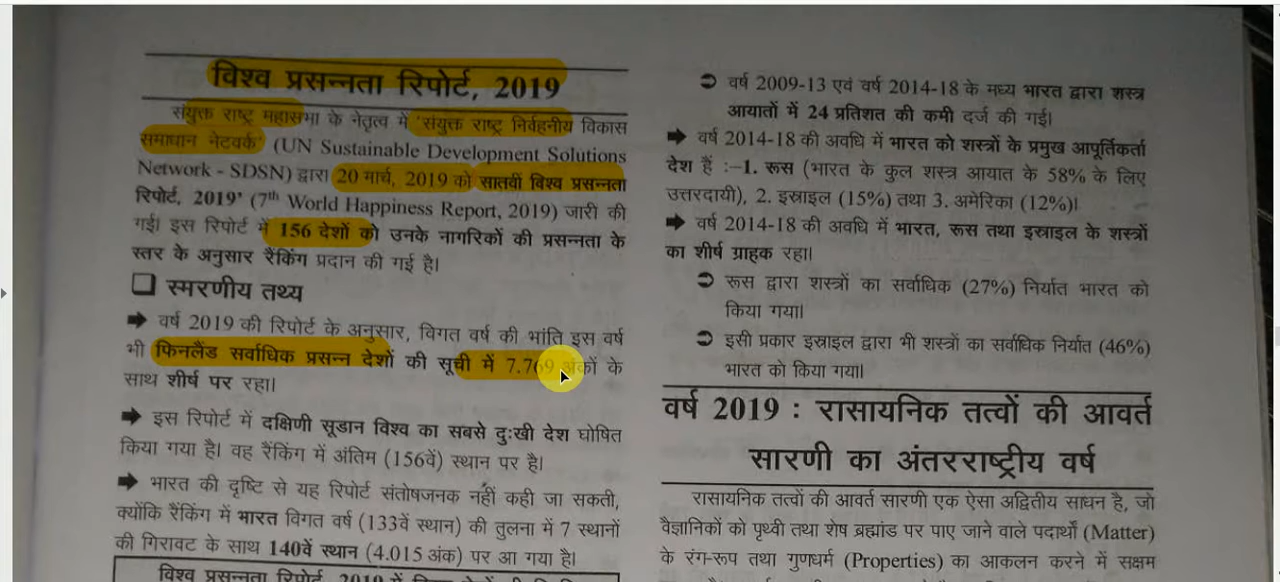 विश्व प्रसन्नता रिपोर्ट, 2019
संयुक्त राष्ट्र महासभा के नेतृत्व में 'संयुक्त राष्ट्र निर्वहनीय विकास
समाधान नेटवर्क' (UN Sustainable Development Solutions
Network - SDSN) द्वारा 20 मार्च, 2019 को सातवीं विश्व प्रसन्नता
रिपोर्ट, 2019' (7th World Happiness Report, 2019) जारी की
गई। इस रिपोर्ट में 156 देशों को उनके नागरिकों की प्रसन्नता के
स्तर के अनुसार रैंकिंग प्रदान की गई है।
❑ स्मरणीय तथ्य
➡ वर्ष 2019 की रिपोर्ट के अनुसार, विगत वर्ष की भांति इस वर्ष
भी फिनलैंड सर्वाधिक प्रसन्न देशों की सूची में 7.769 अंकों के
साथ शीर्ष पर रहा।
➡ इस रिपोर्ट में दक्षिणी सूडान विश्व का सबसे दुःखी देश घोषित
किया गया है। वह रैंकिंग में अंतिम (156वें) स्थान पर है।
➡ भारत की दृष्टि से यह रिपोर्ट संतोषजनक नहीं कही जा सकती,
क्योंकि रैंकिंग में भारत विगत वर्ष (133वें स्थान) की तुलना में 7 स्थानों
की गिरावट के साथ 140वें स्थान (4.015 अंक) पर आ गया है।
विश्व प्रसन्नता रिपोर्ट, 2019 में
➲ वर्ष 2009-13 एवं वर्ष 2014-18 के मध्य भारत द्वारा शस्त्र
आयातों में 24 प्रतिशत की कमी दर्ज की गई।
➡ वर्ष 2014-18 की अवधि में भारत को शस्त्रों के प्रमुख आपूर्तिकर्ता
देश हैं :–1. रूस (भारत के कुल शस्त्र आयात के 58% के लिए
उत्तरदायी), 2. इस्राइल (15%) तथा 3. अमेरिका (12%)।
➡ वर्ष 2014-18 की अवधि में भारत, रूस तथा इस्राइल के शस्त्रों
का शीर्ष ग्राहक रहा।
➲ रूस द्वारा शस्त्रों का सर्वाधिक (27%) निर्यात भारत को
किया गया।
➲ इसी प्रकार इस्राइल द्वारा भी शस्त्रों का सर्वाधिक निर्यात (46%)
भारत को किया गया।
वर्ष 2019 : रासायनिक तत्वों की आवर्त
सारणी का अंतरराष्ट्रीय वर्ष
रासायनिक तत्वों की आवर्त सारणी एक ऐसा अद्वितीय साधन है, जो
वैज्ञानिकों को पृथ्वी तथा शेष ब्रह्मांड पर पाए जाने वाले पदार्थों (Matter)
के रंग-रूप तथा गुणधर्म (Properties) का आकलन करने में सक्षम